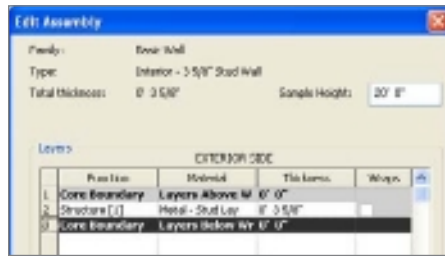 Edit Assembly
Family: Basic Wall
Type: Interior - 3 5/8" Stud Wall
Total thickness: 0' 3 5/8" Sample Height: 20' 0"
Layers
EXTERIOR SIDE
Function Material Thickness Wraps
1 Core Boundary Layers Above W 0' 0"
2 Structure [1] Metal - Stud Lay 0' 3 5/8"
3 Core Boundary Layers Below Wr 0' 0"